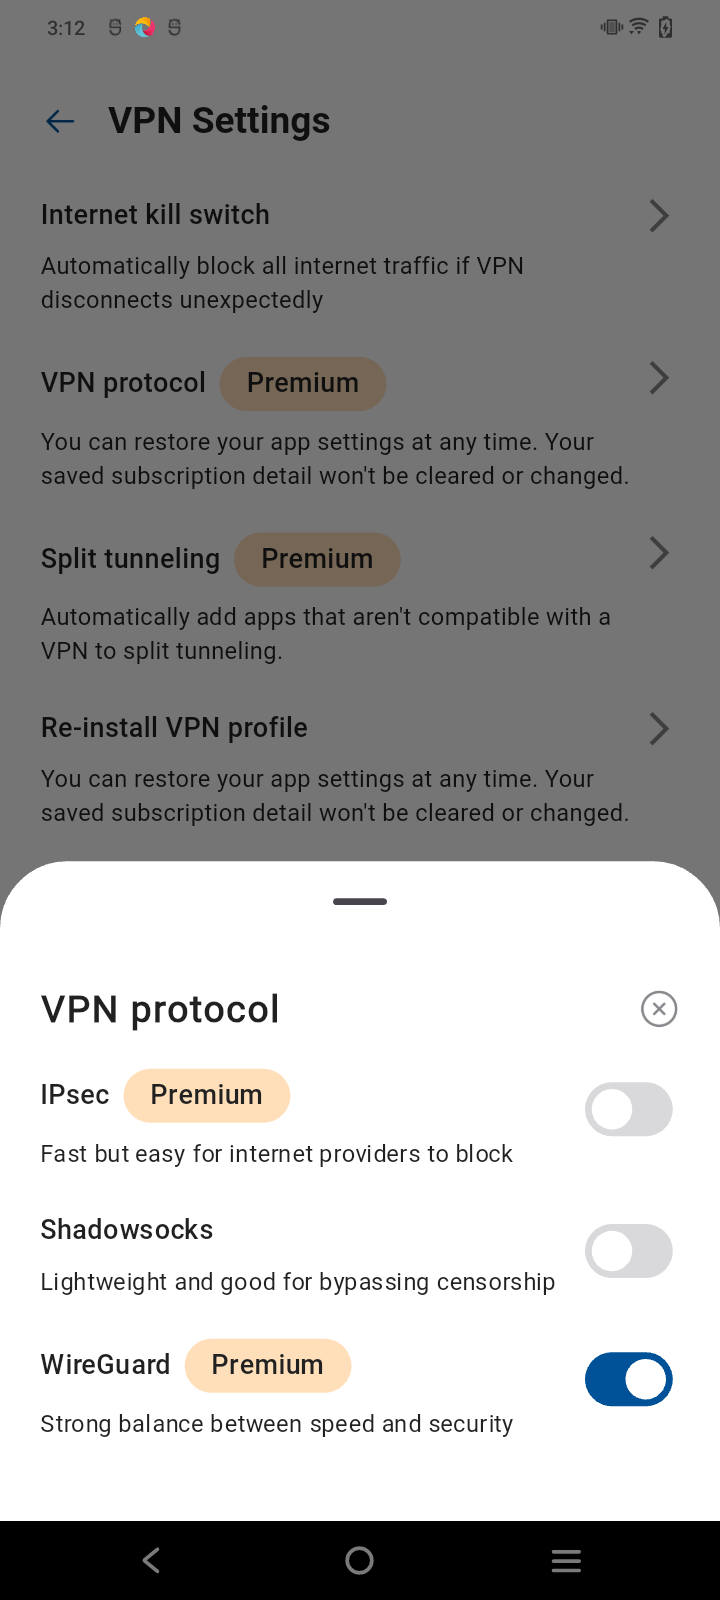 3:12
VPN Settings
Internet kill switch
Automatically block all internet traffic if VPN
disconnects unexpectedly
VPN protocol Premium
You can restore your app settings at any time. Your
saved subscription detail won't be cleared or changed.
Split tunneling Premium
Automatically add apps that aren't compatible with a
VPN to split tunneling.
Re-install VPN profile
You can restore your app settings at any time. Your
saved subscription detail won't be cleared or changed.
VPN protocol
IPsec Premium
Fast but easy for internet providers to block
Shadowsocks
Lightweight and good for bypassing censorship
WireGuard Premium
Strong balance between speed and security